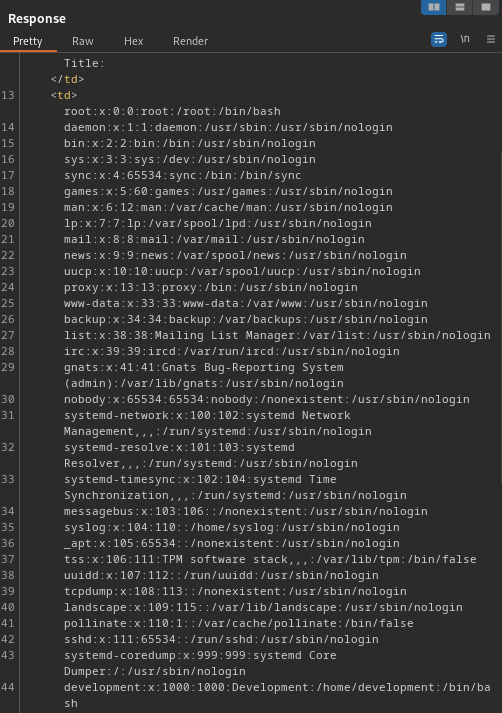 Response
Pretty Raw Hex Render
\n
Title:
</td>
13 <td>
root:x:0:0:root:/root:/bin/bash
14 daemon:x:1:1:daemon:/usr/sbin:/usr/sbin/nologin
15 bin:x:2:2:bin:/bin:/usr/sbin/nologin
16 sys:x:3:3:sys:/dev:/usr/sbin/nologin
17 sync:x:4:65534:sync:/bin:/bin/sync
18 games:x:5:60:games:/usr/games:/usr/sbin/nologin
19 man:x:6:12:man:/var/cache/man:/usr/sbin/nologin
20 lp:x:7:7:lp:/var/spool/lpd:/usr/sbin/nologin
21 mail:x:8:8:mail:/var/mail:/usr/sbin/nologin
22 news:x:9:9:news:/var/spool/news:/usr/sbin/nologin
23 uucp:x:10:10:uucp:/var/spool/uucp:/usr/sbin/nologin
24 proxy:x:13:13:proxy:/bin:/usr/sbin/nologin
25 www-data:x:33:33:www-data:/var/www:/usr/sbin/nologin
26 backup:x:34:34:backup:/var/backups:/usr/sbin/nologin
27 list:x:38:38:Mailing List Manager:/var/list:/usr/sbin/nologin
28 irc:x:39:39:ircd:/var/run/ircd:/usr/sbin/nologin
29 gnats:x:41:41:Gnats Bug-Reporting System
(admin):/var/lib/gnats:/usr/sbin/nologin
30 nobody:x:65534:65534:nobody:/nonexistent:/usr/sbin/nologin
31 systemd-network:x:100:102:systemd Network
Management,,,:/run/systemd:/usr/sbin/nologin
32 systemd-resolve:x:101:103:systemd
Resolver,,,:/run/systemd:/usr/sbin/nologin
33 systemd-timesync:x:102:104:systemd Time
Synchronization,,,:/run/systemd:/usr/sbin/nologin
34 messagebus:x:103:106::/nonexistent:/usr/sbin/nologin
35 syslog:x:104:110::/home/syslog:/usr/sbin/nologin
36 _apt:x:105:65534::/nonexistent:/usr/sbin/nologin
37 tss:x:106:111:TPM software stack,,,:/var/lib/tpm:/bin/false
38 uuidd:x:107:112::/run/uuidd:/usr/sbin/nologin
39 tcpdump:x:108:113::/nonexistent:/usr/sbin/nologin
40 landscape:x:109:115::/var/lib/landscape:/usr/sbin/nologin
41 pollinate:x:110:1::/var/cache/pollinate:/bin/false
42 sshd:x:111:65534::/run/sshd:/usr/sbin/nologin
43 systemd-coredump:x:999:999:systemd Core
Dumper:/:/usr/sbin/nologin
44 development:x:1000:1000:Development:/home/development:/bin/ba
sh